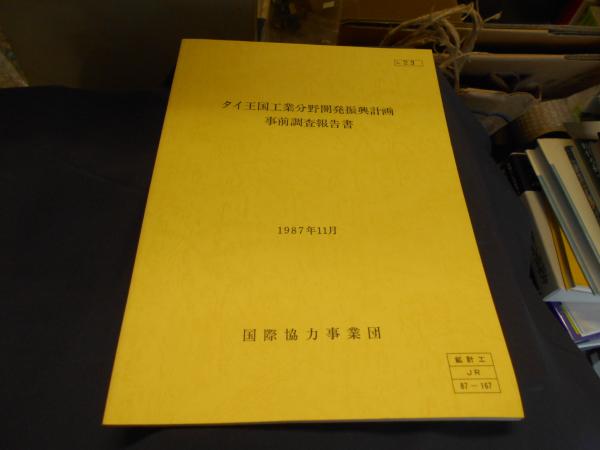 タイ王国工業分野開発振興計画
事前調査報告書
1987年11月
国際協力事業団
鉱計工
JR
87-167